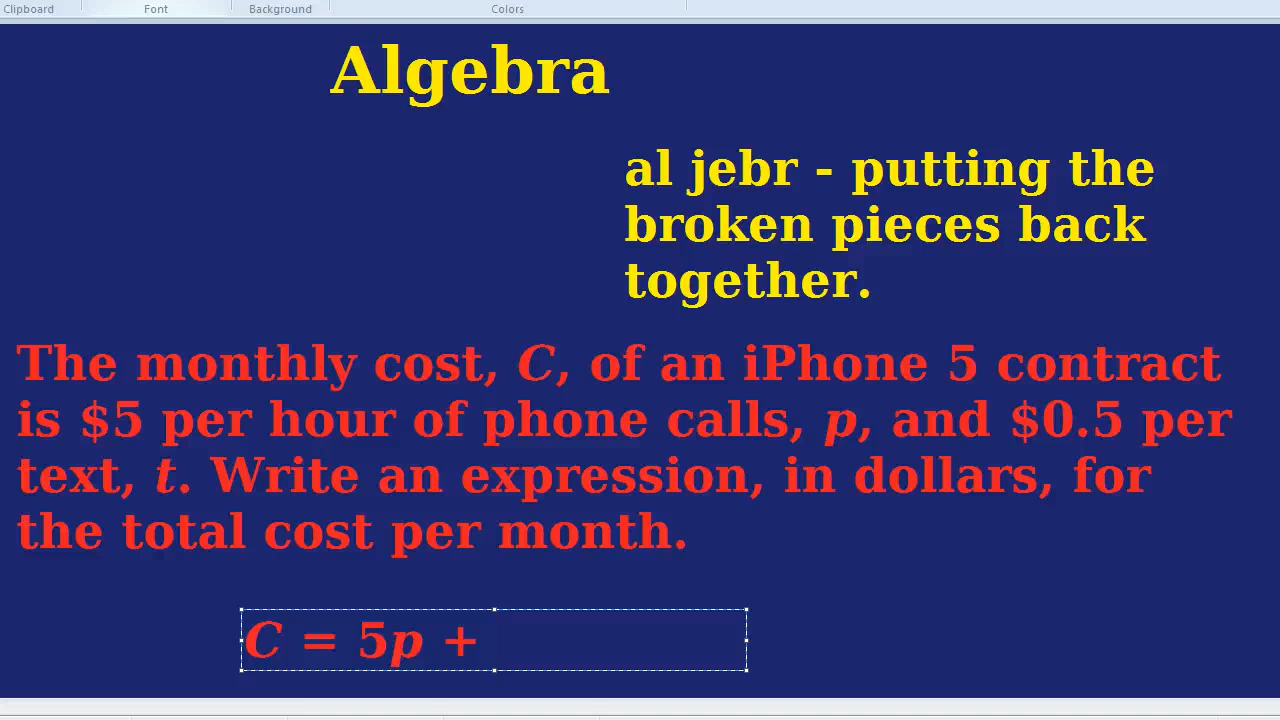 Clipboard Font Background Colors
Algebra
al jebr - putting the
broken pieces back
together.
The monthly cost, C, of an iPhone 5 contract
is $5 per hour of phone calls, p, and $0.5 per
text, t. Write an expression, in dollars, for
the total cost per month.
C = 5p +